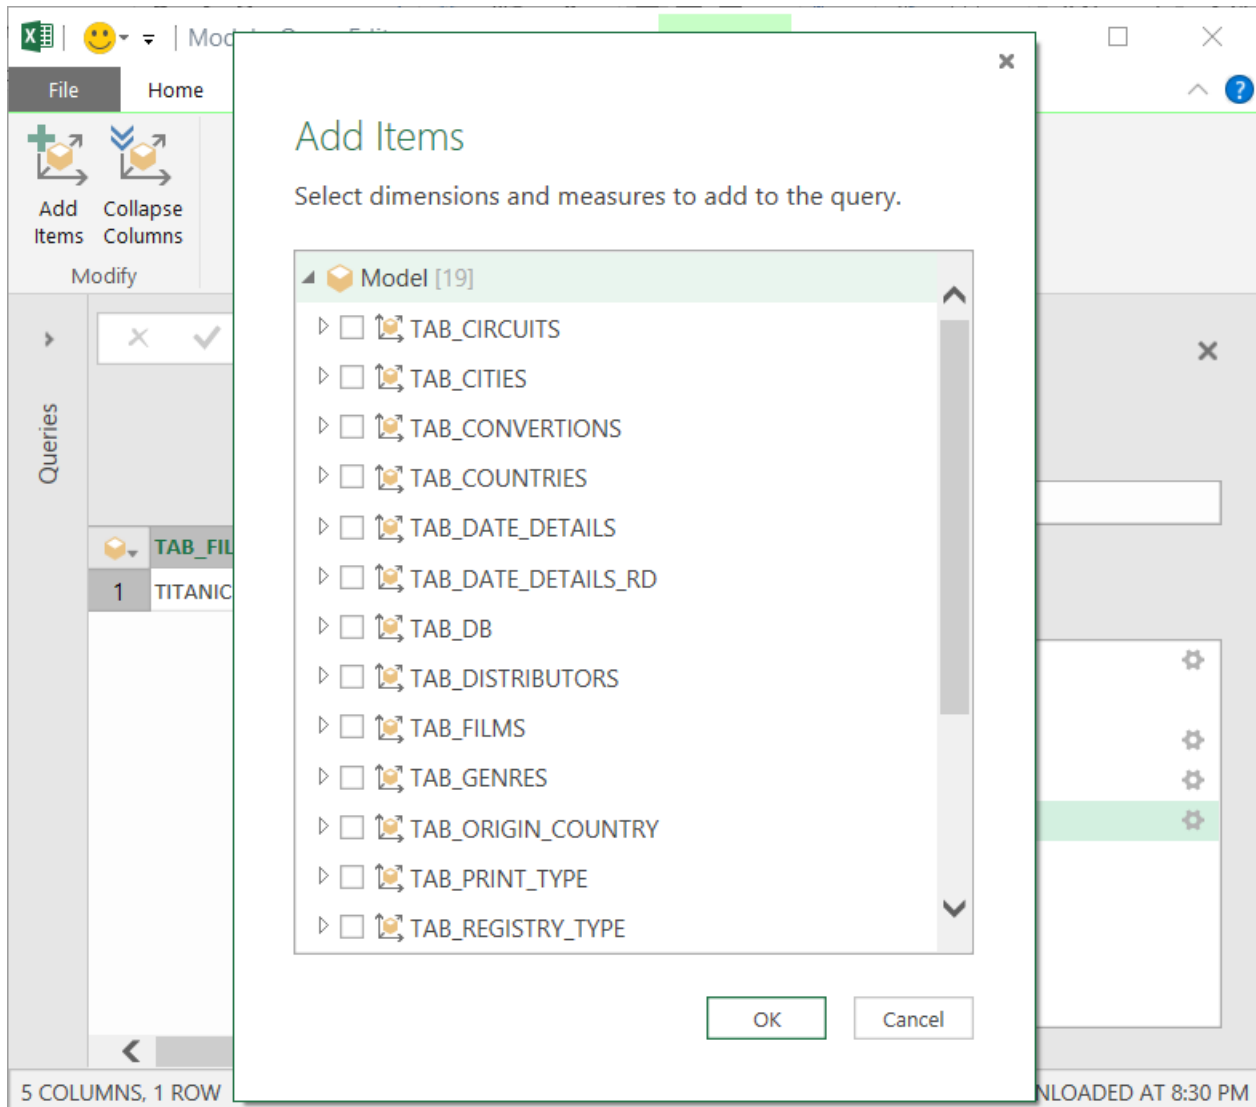 File
Home
Add Items
Collapse Columns
Modify
Queries
TAB_FIL
1
TITANIC
5 COLUMNS, 1 ROW
NLOADED AT 8:30 PM
Add Items
Select dimensions and measures to add to the query.
Model [19]
TAB_CIRCUITS
TAB_CITIES
TAB_CONVERTIONS
TAB_COUNTRIES
TAB_DATE_DETAILS
TAB_DATE_DETAILS_RD
TAB_DB
TAB_DISTRIBUTORS
TAB_FILMS
TAB_GENRES
TAB_ORIGIN_COUNTRY
TAB_PRINT_TYPE
TAB_REGISTRY_TYPE
OK
Cancel